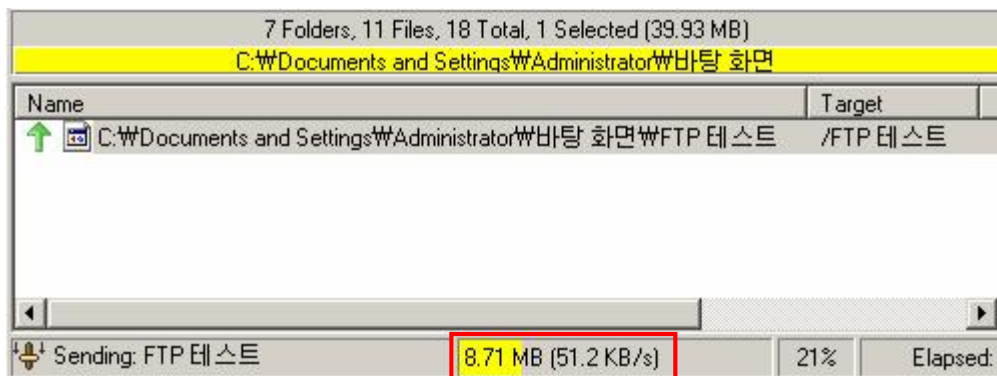 7 Folders, 11 Files, 18 Total, 1 Selected (39.93 MB)
C:₩Documents and Settings₩Administrator₩바탕 화면
Name Target
C:₩Documents and Settings₩Administrator₩바탕 화면₩FTP 테스트 /FTP 테스트
Sending: FTP 테스트 8.71 MB (51.2 KB/s) 21% Elapsed: